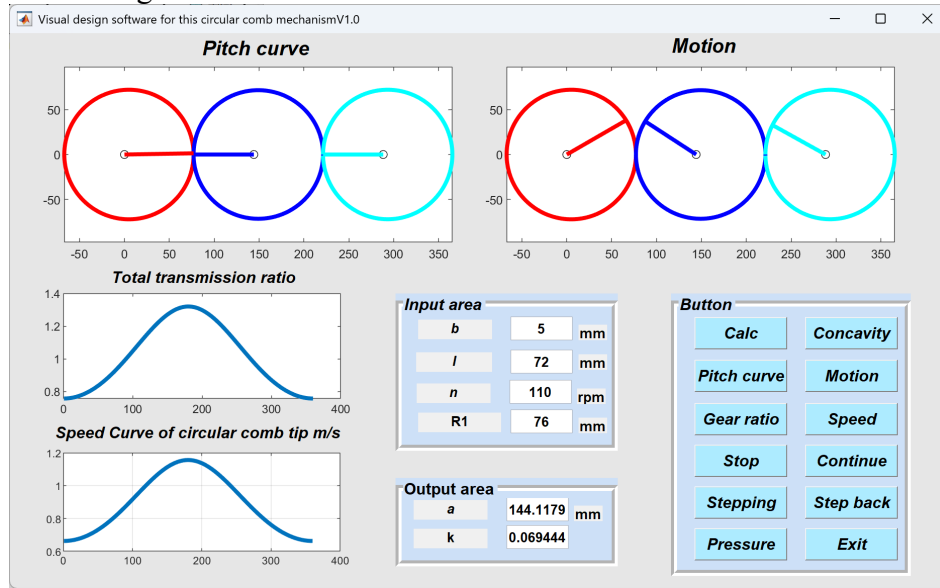 Visual design software for this circular comb mechanismV1.0
Pitch curve
Motion
50
0
-50
-50 0 50 100 150 200 250 300 350
50
0
-50
-50 0 50 100 150 200 250 300 350
Total transmission ratio
1.4
1.2
1
0.8
0 100 200 300 400
Speed Curve of circular comb tip m/s
1.2
1
0.8
0.6
0 100 200 300 400
Input area
b 5 mm
l 72 mm
n 110 rpm
R1 76 mm
Output area
a 144.1179 mm
k 0.069444
Button
Calc Concavity
Pitch curve Motion
Gear ratio Speed
Stop Continue
Stepping Step back
Pressure Exit